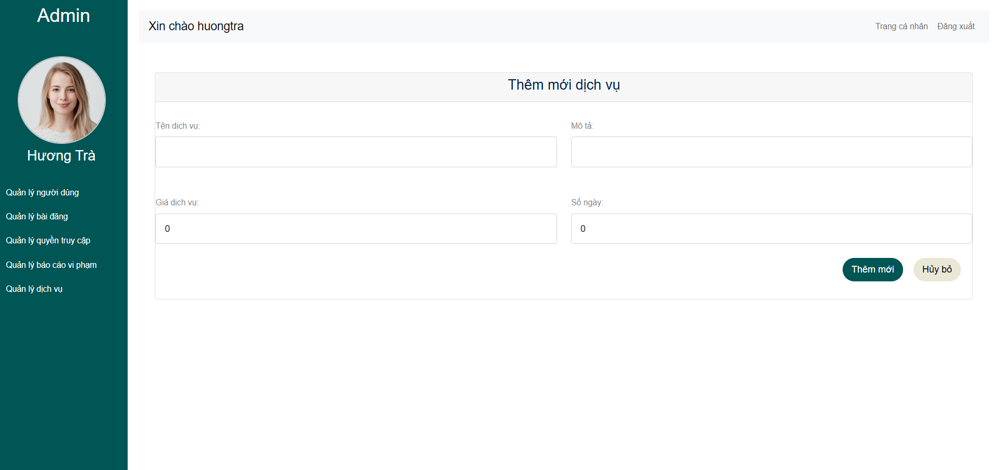 Admin
Hương Trà
Quản lý người dùng
Quản lý bài đăng
Quản lý quyền truy cập
Quản lý báo cáo vi phạm
Quản lý dịch vụ
Xin chào huongtra
Trang cá nhân
Đăng xuất
Thêm mới dịch vụ
Tên dịch vụ:
Mô tả:
Giá dịch vụ:
Số ngày:
0
0
Thêm mới
Hủy bỏ